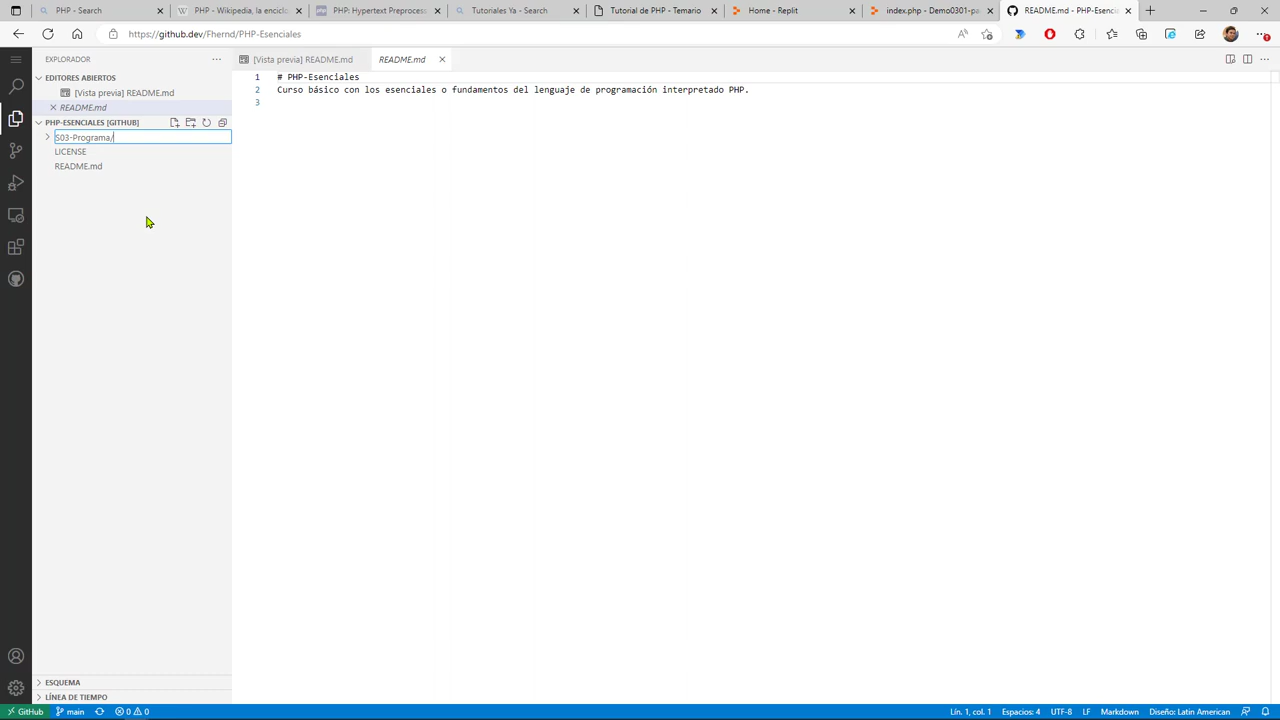 PHP - Search
PHP - Wikipedia, la enciclo
PHP: Hypertext Preprocess
Tutoriales Ya - Search
Tutorial de PHP - Temario
Home - Replit
index.php - Demo0301-pa
README.md - PHP-Esencia
https://github.dev/Fhernd/PHP-Esenciales
EXPLORADOR
[Vista previa] README.md
README.md
EDITORES ABIERTOS
[Vista previa] README.md
README.md
PHP-ESENCIALES [GITHUB]
S03-Programa/
LICENSE
README.md
1 # PHP-Esenciales
2 Curso básico con los esenciales o fundamentos del lenguaje de programación interpretado PHP.
3
ESQUEMA
LÍNEA DE TIEMPO
GitHub
main
0
0
Lín. 1, col. 1
Espacios: 4
UTF-8
LF
Markdown
Diseño: Latin American